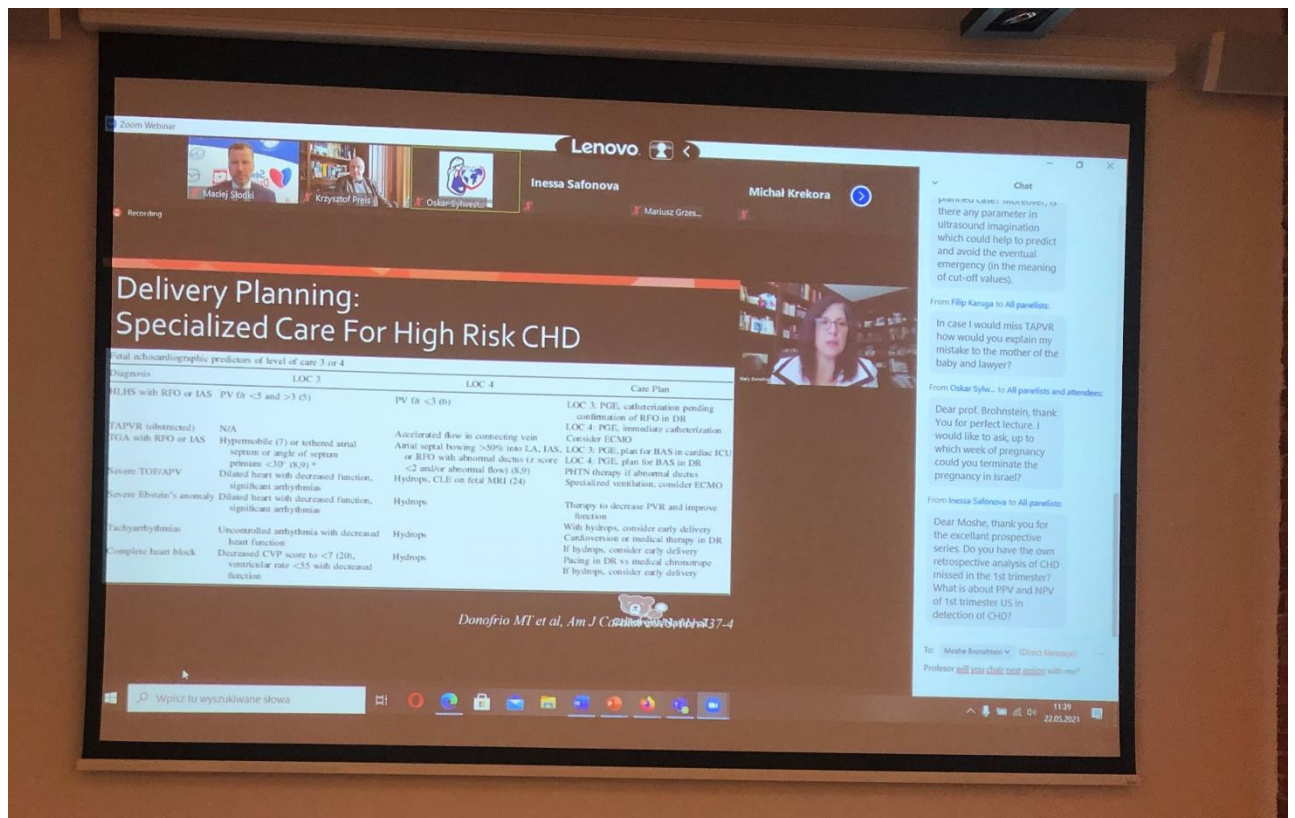 Zoom Webinar
Lenovo
Maciej Słodki
Krzysztof Preis
Oskar-Sylwest...
Inessa Safonova
Mariusz Grzes...
Michał Krekora
Recording
Delivery Planning:
Specialized Care For High Risk CHD
Fetal echocardiographic predictors of level of care 3 or 4
Diagnosis LOC 3 LOC 4 Care Plan
HLHS with RFO or IAS PV f/r <5 and >3 (5) PV f/r <3 (6) LOC 3: PGE, catheterization pending
confirmation of RFO in DR
LOC 4: PGE, immediate catheterization
TAPVR (obstructed) N/A Accelerated flow in connecting vein Consider ECMO
TGA with RFO or IAS Hypermobile (7) or tethered atrial Atrial septal bowing >50% into LA, IAS, LOC 3: PGE, plan for BAS in cardiac ICU
septum or angle of septum or RFO with abnormal ductus (z score LOC 4: PGE, plan for BAS in DR
primum <30° (8,9) * <2 and/or abnormal flow) (8,9) PHTN therapy if abnormal ductus
Severe TOF/APV Dilated heart with decreased function, Hydrops, CLE on fetal MRI (24) Specialized ventilation, consider ECMO
significant arrhythmias
Severe Ebstein's anomaly Dilated heart with decreased function, Hydrops Therapy to decrease PVR and improve
significant arrhythmias function
With hydrops, consider early delivery
Tachyarrhythmias Uncontrolled arrhythmia with decreased Hydrops Cardioversion or medical therapy in DR
heart function If hydrops, consider early delivery
Complete heart block Decreased CVP score to <7 (20), Hydrops Pacing in DR vs medical chronotrope
ventricular rate <55 with decreased If hydrops, consider early delivery
function
Donofrio MT et al, Am J 737-4
Chat
planned case? Moreover, is
there any parameter in
ultrasound imagination
which could help to predict
and avoid the eventual
emergency (in the meaning
of cut-off values).
From Filip Karuga to All panelists:
In case I would miss TAPVR
how would you explain my
mistake to the mother of the
baby and lawyer?
From Oskar Sylw... to All panelists and attendees:
Dear prof. Brohnstein, thank
You for perfect lecture. I
would like to ask, up to
which week of pregnancy
could you terminate the
pregnancy in Israel?
From Inessa Safonova to All panelists:
Dear Moshe, thank you for
the excallant prospective
series. Do you have the own
retrospective analysis of CHD
missed in the 1st trimester?
What is about PPV and NPV
of 1st trimester US in
detection of CHD?
To: Moshe Bronshtein (Direct Message)
Profesor will you chair next sesion with me?
Wpisz tu wyszukiwane słowa
11:39
22.05.2021